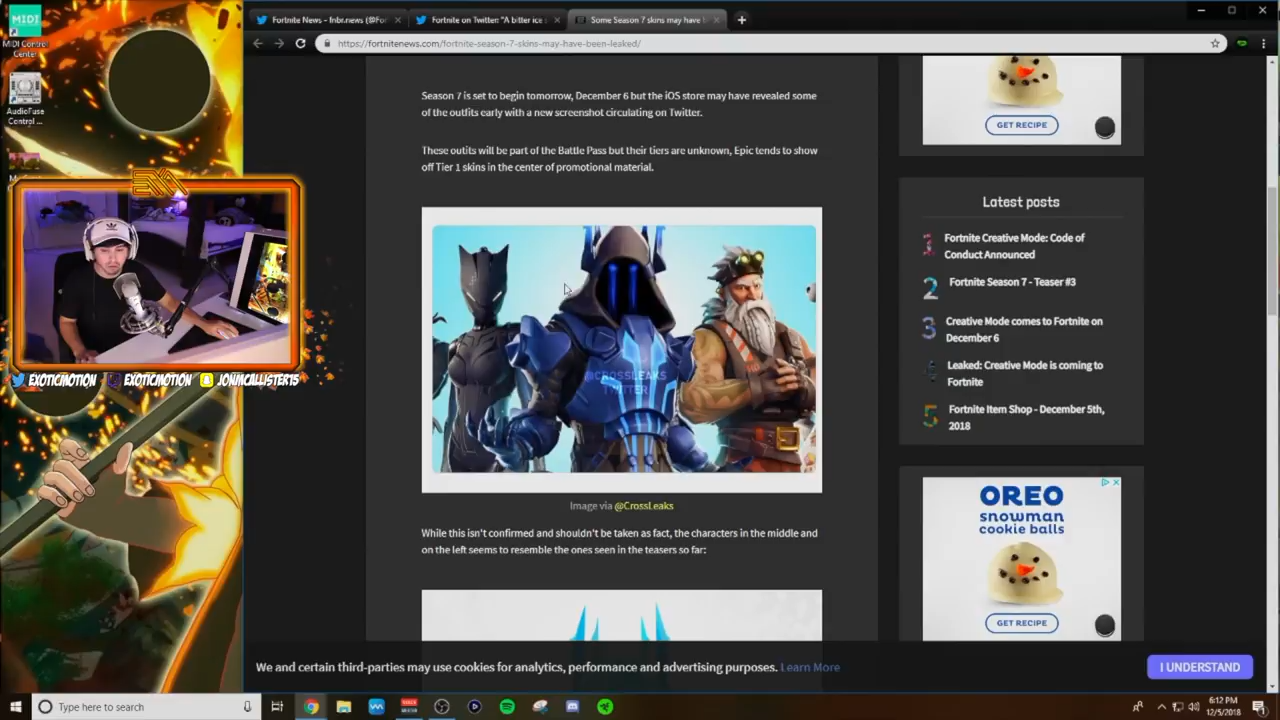 MIDI
MIDI Control
Center
AudioFuse
Control ...
EXM
EXOTICMOTION
EXOTICMOTION
JONMCALLISTER15
Fortnite News - fnbr.news (@For
Fortnite on Twitter: "A bitter ice
Some Season 7 skins may have b
https://fortnitenews.com/fortnite-season-7-skins-may-have-been-leaked/
Season 7 is set to begin tomorrow, December 6 but the iOS store may have revealed some
of the outfits early with a new screenshot circulating on Twitter.
These outits will be part of the Battle Pass but their tiers are unknown, Epic tends to show
off Tier 1 skins in the center of promotional material.
@CROSSLEAKS
TWITTER
Image via @CrossLeaks
While this isn't confirmed and shouldn't be taken as fact, the characters in the middle and
on the left seems to resemble the ones seen in the teasers so far:
GET RECIPE
Latest posts
1
Fortnite Creative Mode: Code of
Conduct Announced
2
Fortnite Season 7 - Teaser #3
3
Creative Mode comes to Fortnite on
December 6
Leaked: Creative Mode is coming to
Fortnite
5
Fortnite Item Shop - December 5th,
2018
OREO
snowman
cookie balls
GET RECIPE
We and certain third-parties may use cookies for analytics, performance and advertising purposes. Learn More
I UNDERSTAND
Type here to search
6:12 PM
12/5/2018